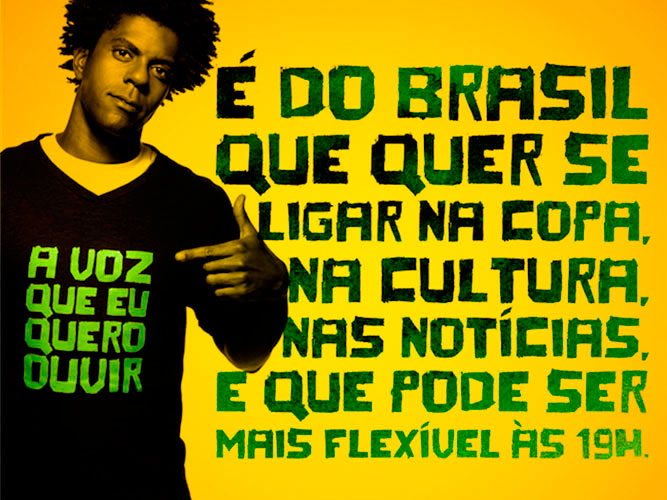 É DO BRASIL
QUE QUER SE
LIGAR NA COPA,
NA CULTURA,
NAS NOTÍCIAS,
E QUE PODE SER
MAIS FLEXÍVEL ÀS 19H.
A VOZ
QUE EU
QUERO
OUVIR